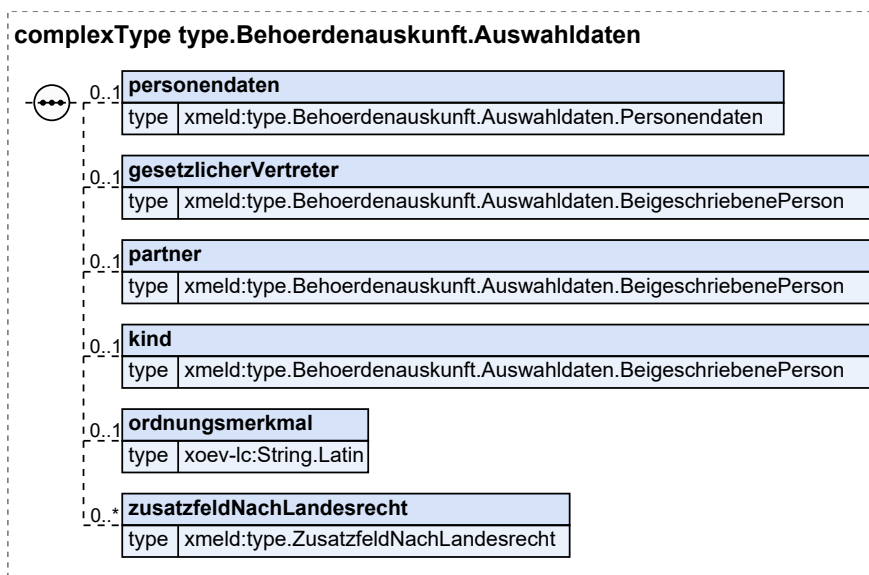 complexType type.Behoerdenauskunft.Auswahldaten
0..1 personendaten
type xmeld:type.Behoerdenauskunft.Auswahldaten.Personendaten
0..1 gesetzlicherVertreter
type xmeld:type.Behoerdenauskunft.Auswahldaten.BeigeschriebenePerson
0..1 partner
type xmeld:type.Behoerdenauskunft.Auswahldaten.BeigeschriebenePerson
0..1 kind
type xmeld:type.Behoerdenauskunft.Auswahldaten.BeigeschriebenePerson
0..1 ordnungsmerkmal
type xoev-lc:String.Latin
0..* zusatzfeldNachLandesrecht
type xmeld:type.ZusatzfeldNachLandesrecht